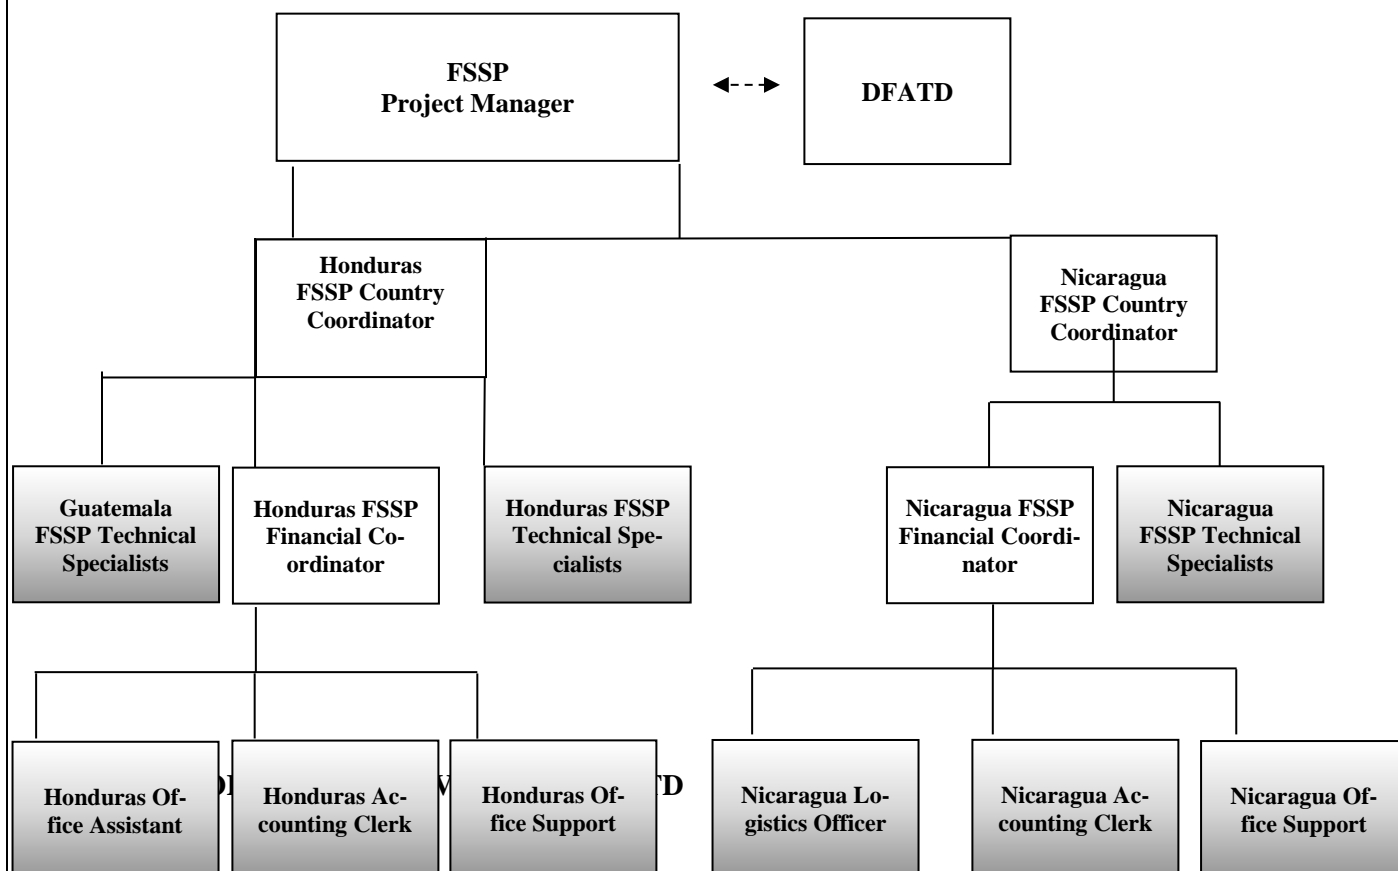 FSSP
Project Manager
DFATD
Honduras
FSSP Country
Coordinator
Nicaragua
FSSP Country
Coordinator
Guatemala
FSSP Technical
Specialists
Honduras FSSP
Financial Co-
ordinator
Honduras FSSP
Technical Spe-
cialists
Nicaragua FSSP
Financial Coordi-
nator
Nicaragua
FSSP Technical
Specialists
Honduras Of-
fice Assistant
Honduras Ac-
counting Clerk
Honduras Of-
fice Support
Nicaragua Lo-
gistics Officer
Nicaragua Ac-
counting Clerk
Nicaragua Of-
fice Support